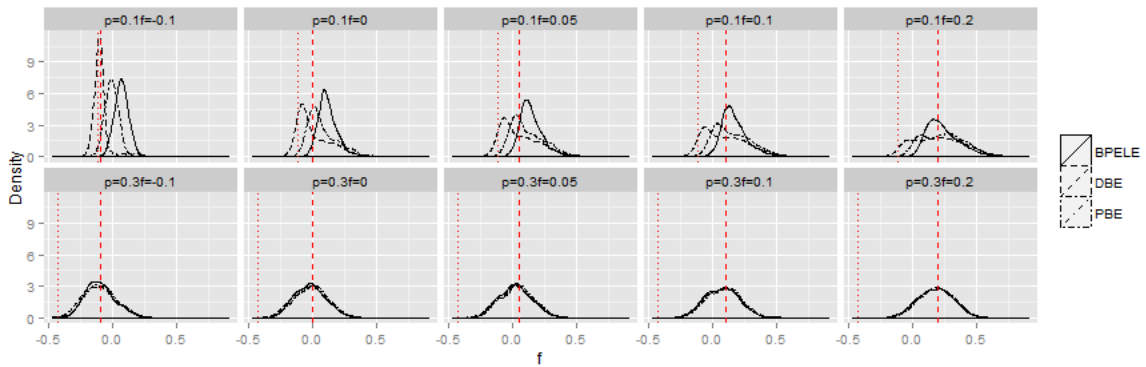 p=0.1f=-0.1 p=0.1f=0 p=0.1f=0.05 p=0.1f=0.1 p=0.1f=0.2
9
6
3
0
p=0.3f=-0.1 p=0.3f=0 p=0.3f=0.05 p=0.3f=0.1 p=0.3f=0.2
9
6
3
0
-0.5 0.0 0.5 -0.5 0.0 0.5 -0.5 0.0 0.5 -0.5 0.0 0.5 -0.5 0.0 0.5
f
Density
BPELE
DBE
PBE